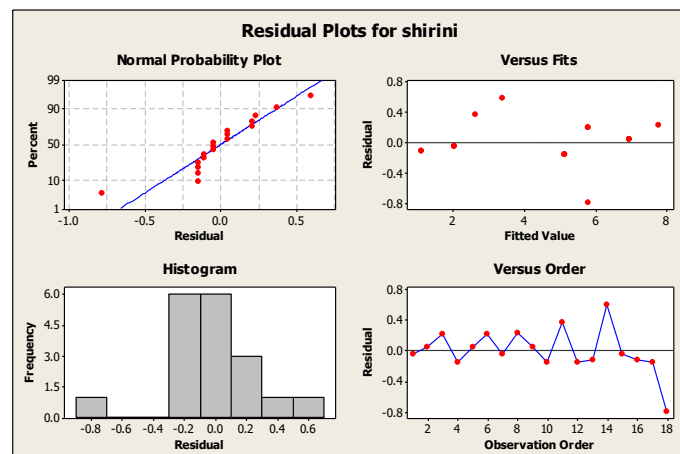 Residual Plots for shirini
Normal Probability Plot
99
90
50
10
1
Percent
-1.0 -0.5 0.0 0.5
Residual
Versus Fits
0.8
0.4
0.0
-0.4
-0.8
Residual
2 4 6 8
Fitted Value
Histogram
6.0
4.5
3.0
1.5
0.0
Frequency
-0.8 -0.6 -0.4 -0.2 -0.0 0.2 0.4 0.6
Residual
Versus Order
0.8
0.4
0.0
-0.4
-0.8
Residual
2 4 6 8 10 12 14 16 18
Observation Order